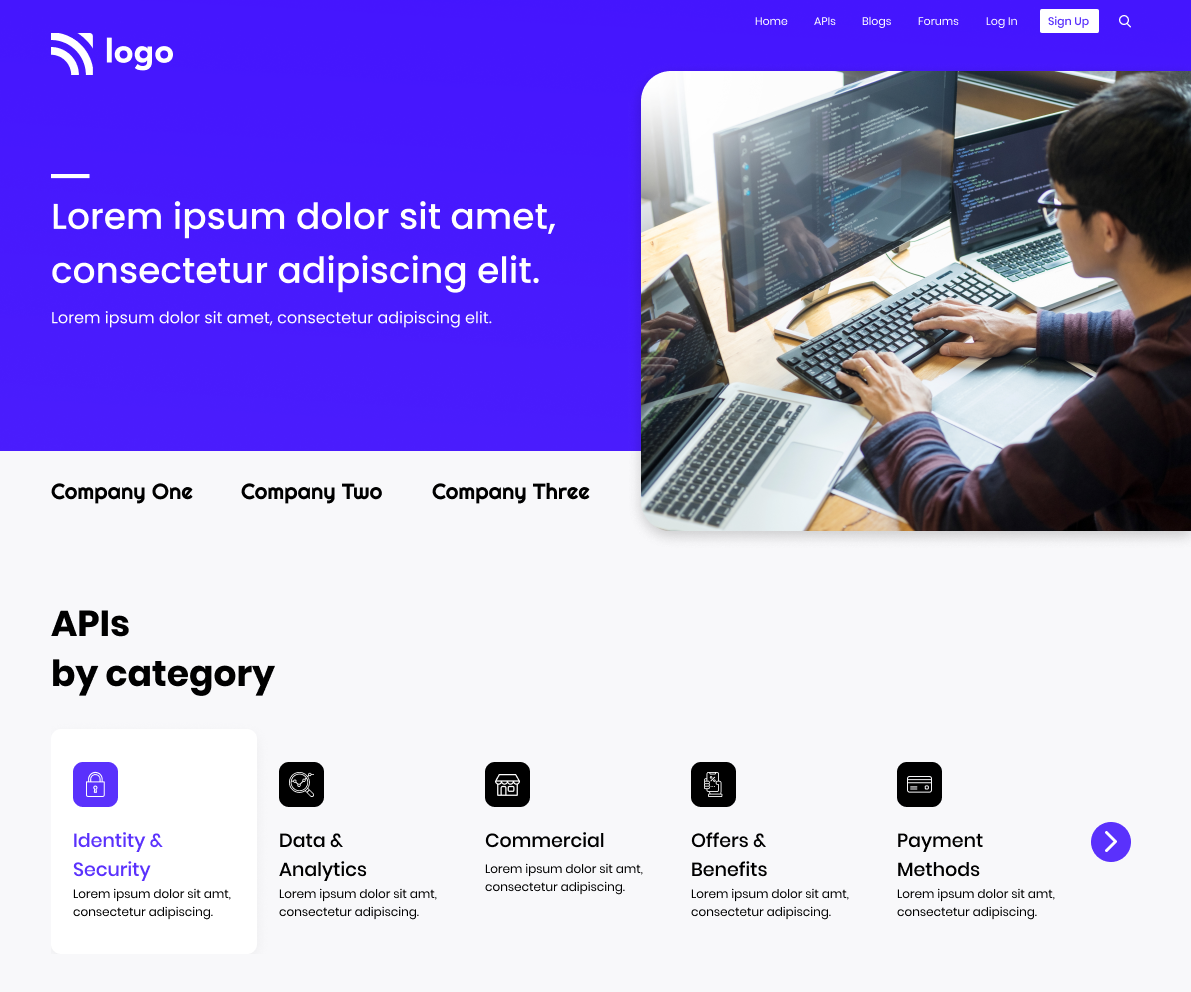 Home APIs Blogs Forums Log In Sign Up
logo
Lorem ipsum dolor sit amet,
consectetur adipiscing elit.
Lorem ipsum dolor sit amet, consectetur adipiscing elit.
Company One Company Two Company Three
APIs
by category
Identity &
Security
Lorem ipsum dolor sit amt,
consectetur adipiscing.
Data &
Analytics
Lorem ipsum dolor sit amt,
consectetur adipiscing.
Commercial
Lorem ipsum dolor sit amt,
consectetur adipiscing.
Offers &
Benefits
Lorem ipsum dolor sit amt,
consectetur adipiscing.
Payment
Methods
Lorem ipsum dolor sit amt,
consectetur adipiscing.